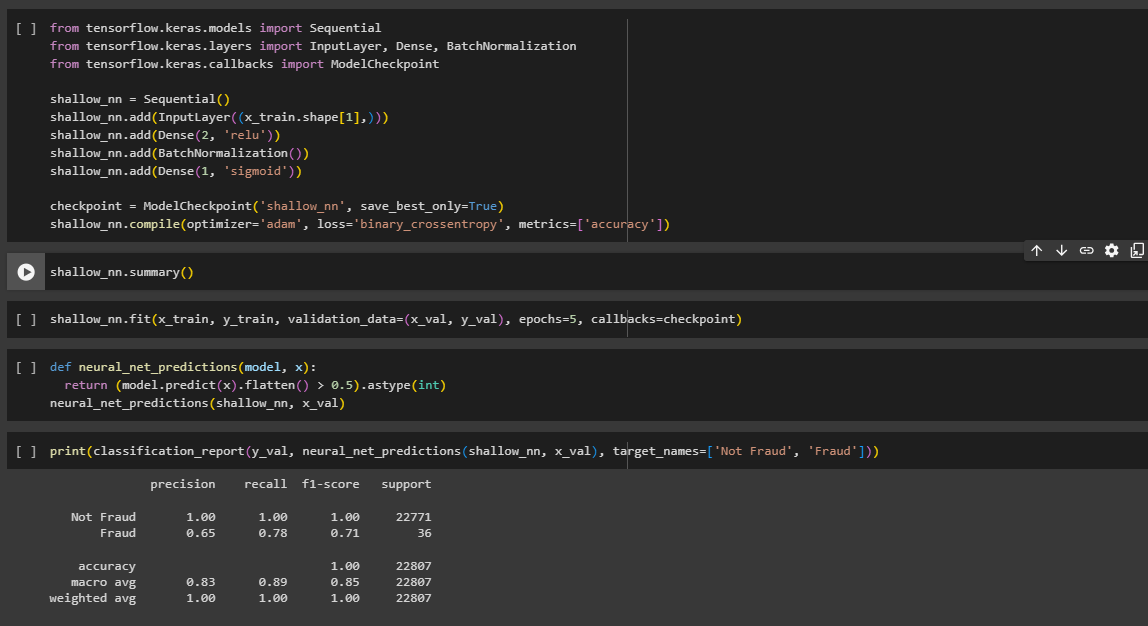 [ ] from tensorflow.keras.models import Sequential
from tensorflow.keras.layers import InputLayer, Dense, BatchNormalization
from tensorflow.keras.callbacks import ModelCheckpoint
shallow_nn = Sequential()
shallow_nn.add(InputLayer((x_train.shape[1],)))
shallow_nn.add(Dense(2, 'relu'))
shallow_nn.add(BatchNormalization())
shallow_nn.add(Dense(1, 'sigmoid'))
checkpoint = ModelCheckpoint('shallow_nn', save_best_only=True)
shallow_nn.compile(optimizer='adam', loss='binary_crossentropy', metrics=['accuracy'])
shallow_nn.summary()
[ ] shallow_nn.fit(x_train, y_train, validation_data=(x_val, y_val), epochs=5, callbacks=checkpoint)
[ ] def neural_net_predictions(model, x):
  return (model.predict(x).flatten() > 0.5).astype(int)
neural_net_predictions(shallow_nn, x_val)
[ ] print(classification_report(y_val, neural_net_predictions(shallow_nn, x_val), target_names=['Not Fraud', 'Fraud']))
precision recall f1-score support
Not Fraud 1.00 1.00 1.00 22771
Fraud 0.65 0.78 0.71 36
accuracy 1.00 22807
macro avg 0.83 0.89 0.85 22807
weighted avg 1.00 1.00 1.00 22807